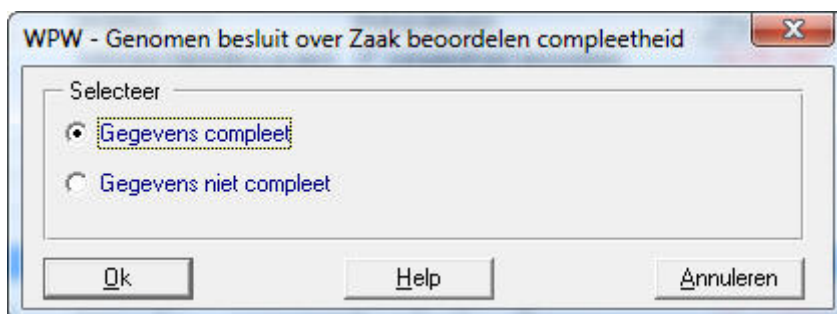 WPW - Genomen besluit over Zaak beoordelen compleetheid
Selecteer
Gegevens compleet
Gegevens niet compleet
Ok Help Annuleren